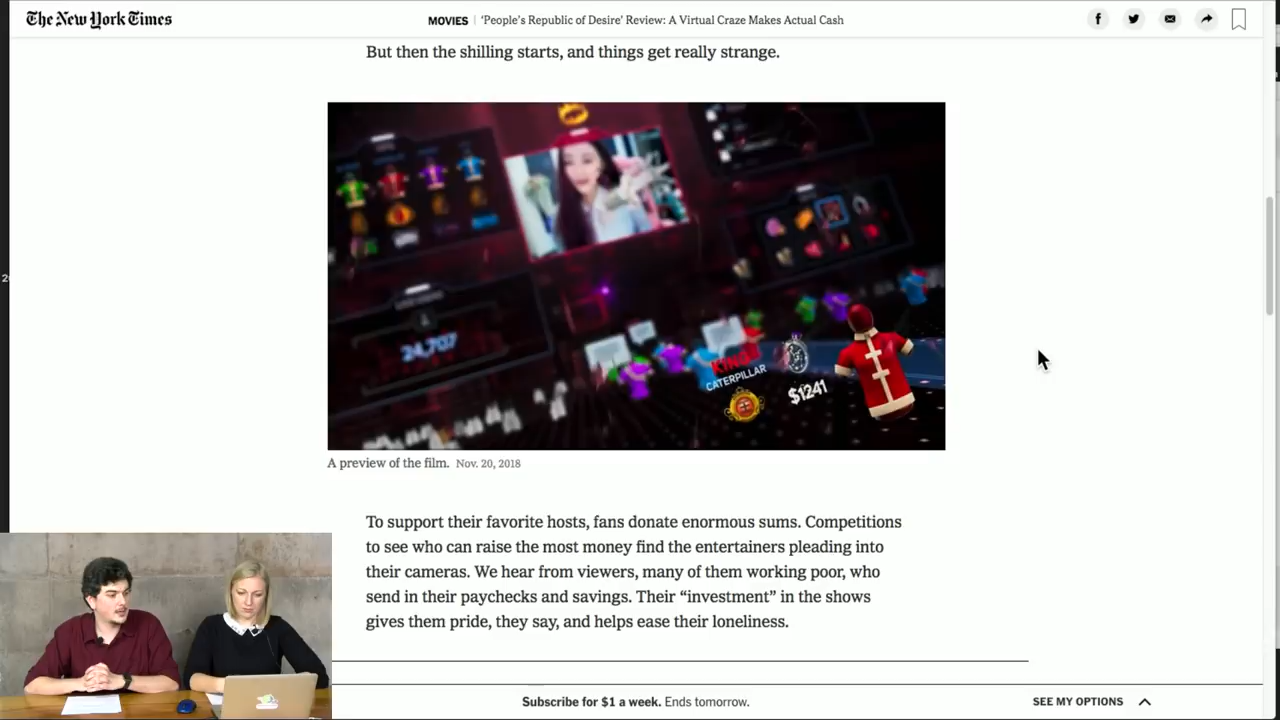 The New York Times
MOVIES | ‘People’s Republic of Desire’ Review: A Virtual Craze Makes Actual Cash
But then the shilling starts, and things get really strange.
24,707
KING
CATERPILLAR
$1241
A preview of the film. Nov. 20, 2018
To support their favorite hosts, fans donate enormous sums. Competitions
to see who can raise the most money find the entertainers pleading into
their cameras. We hear from viewers, many of them working poor, who
send in their paychecks and savings. Their “investment” in the shows
gives them pride, they say, and helps ease their loneliness.
Subscribe for $1 a week. Ends tomorrow.
SEE MY OPTIONS